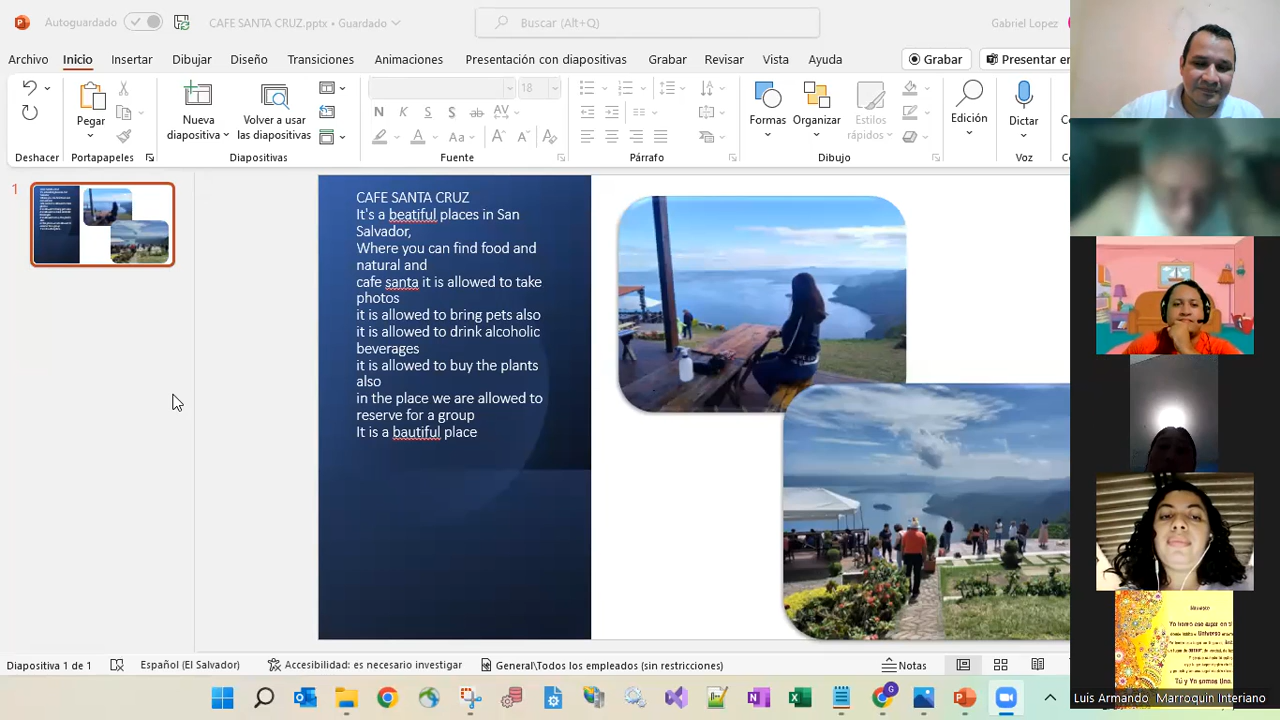 Autoguardado
CAFE SANTA CRUZ.pptx • Guardado
Buscar (Alt+Q)
Gabriel Lopez
Archivo Inicio Insertar Dibujar Diseño Transiciones Animaciones Presentación con diapositivas Grabar Revisar Vista Ayuda
Grabar
Presentar en
Pegar
Nueva diapositiva
Volver a usar las diapositivas
18
Formas
Organizar
Estilos rápidos
Edición
Dictar
Deshacer Portapapeles Diapositivas Fuente Párrafo Dibujo Voz
1
CAFE SANTA CRUZ
It's a beatiful places in San
Salvador,
Where you can find food and
natural and
cafe santa it is allowed to take
photos
it is allowed to bring pets also
it is allowed to drink alcoholic
beverages
it is allowed to buy the plants
also
in the place we are allowed to
reserve for a group
It is a bautiful place
Tú y Yo somos Uno.
Luis Armando Marroquin Interiano
Diapositiva 1 de 1
Español (El Salvador)
Accesibilidad: es necesario investigar
\Todos los empleados (sin restricciones)
Notas